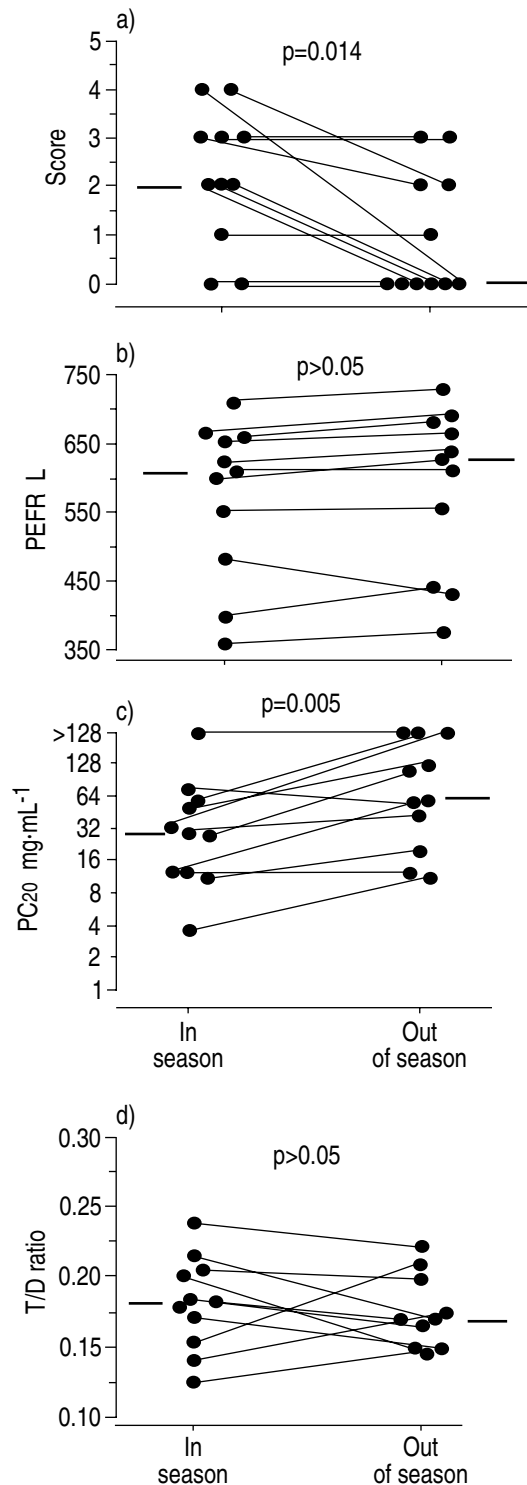 a)
p=0.014
5
4
3
2
1
0
Score
b)
p>0.05
750
650
550
450
350
PEFR L
c)
p=0.005
>128
128
64
32
16
8
4
2
1
PC20 mg·mL-1
In
season
Out
of season
d)
p>0.05
0.30
0.25
0.20
0.15
0.10
T/D ratio
In
season
Out
of season